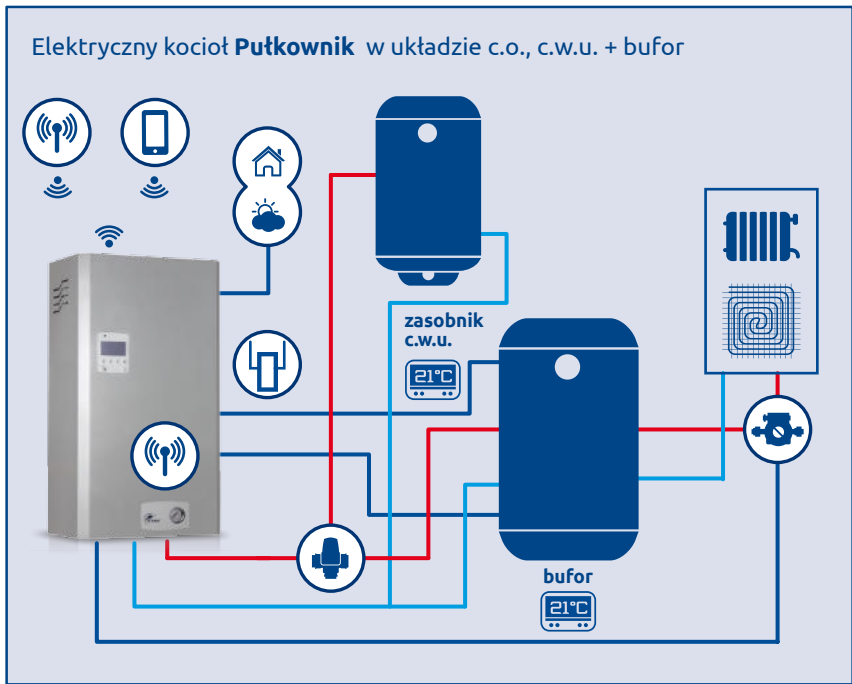 Elektryczny kocioł Pułkownik w układzie c.o., c.w.u. + bufor
zasobnik
c.w.u.
21°C
bufor
21°C